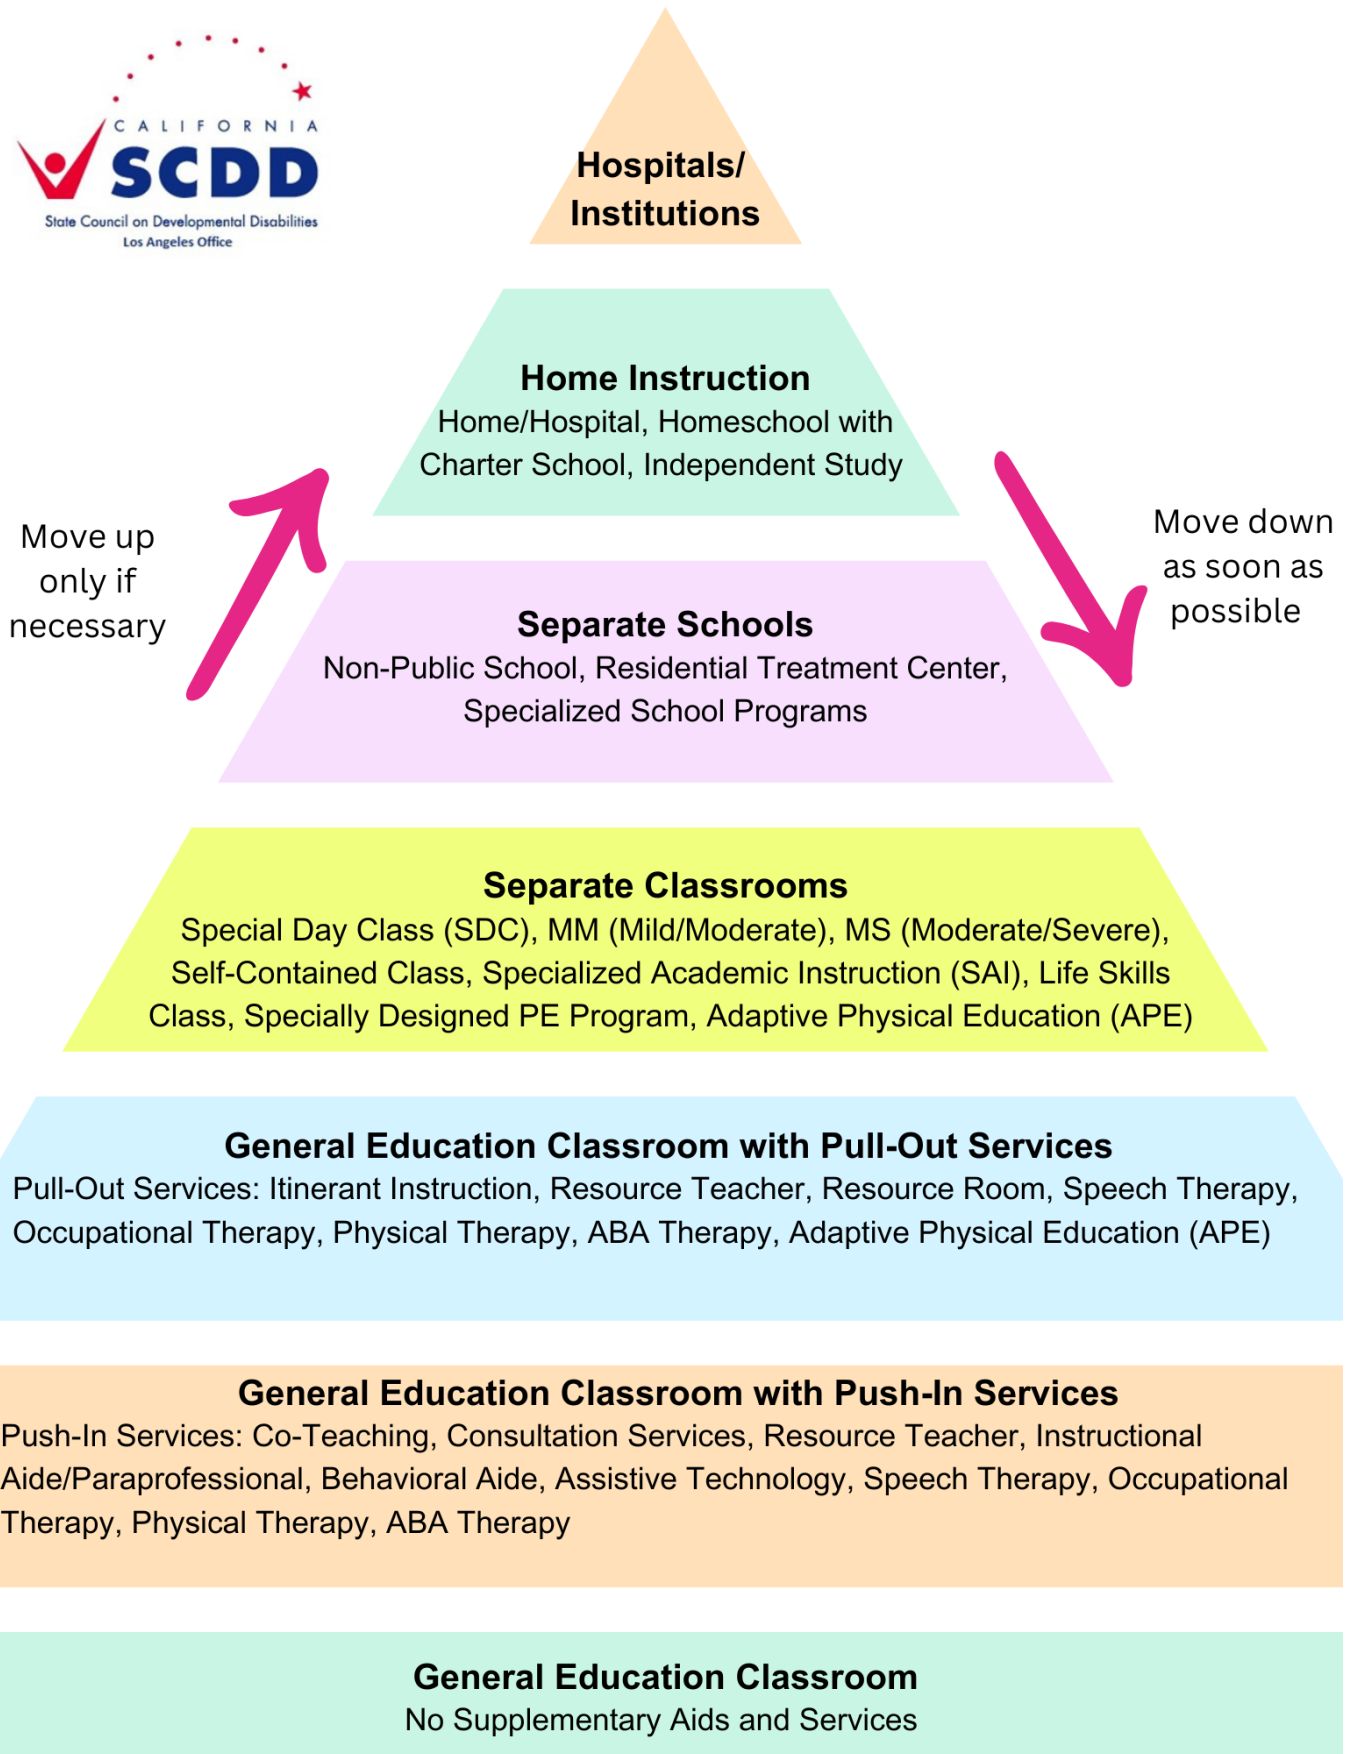 CALIFORNIA
SCDD
State Council on Developmental Disabilities
Los Angeles Office
Hospitals/
Institutions
Home Instruction
Home/Hospital, Homeschool with
Charter School, Independent Study
Move up
only if
necessary
Move down
as soon as
possible
Separate Schools
Non-Public School, Residential Treatment Center,
Specialized School Programs
Separate Classrooms
Special Day Class (SDC), MM (Mild/Moderate), MS (Moderate/Severe),
Self-Contained Class, Specialized Academic Instruction (SAI), Life Skills
Class, Specially Designed PE Program, Adaptive Physical Education (APE)
General Education Classroom with Pull-Out Services
Pull-Out Services: Itinerant Instruction, Resource Teacher, Resource Room, Speech Therapy,
Occupational Therapy, Physical Therapy, ABA Therapy, Adaptive Physical Education (APE)
General Education Classroom with Push-In Services
Push-In Services: Co-Teaching, Consultation Services, Resource Teacher, Instructional
Aide/Paraprofessional, Behavioral Aide, Assistive Technology, Speech Therapy, Occupational
Therapy, Physical Therapy, ABA Therapy
General Education Classroom
No Supplementary Aids and Services